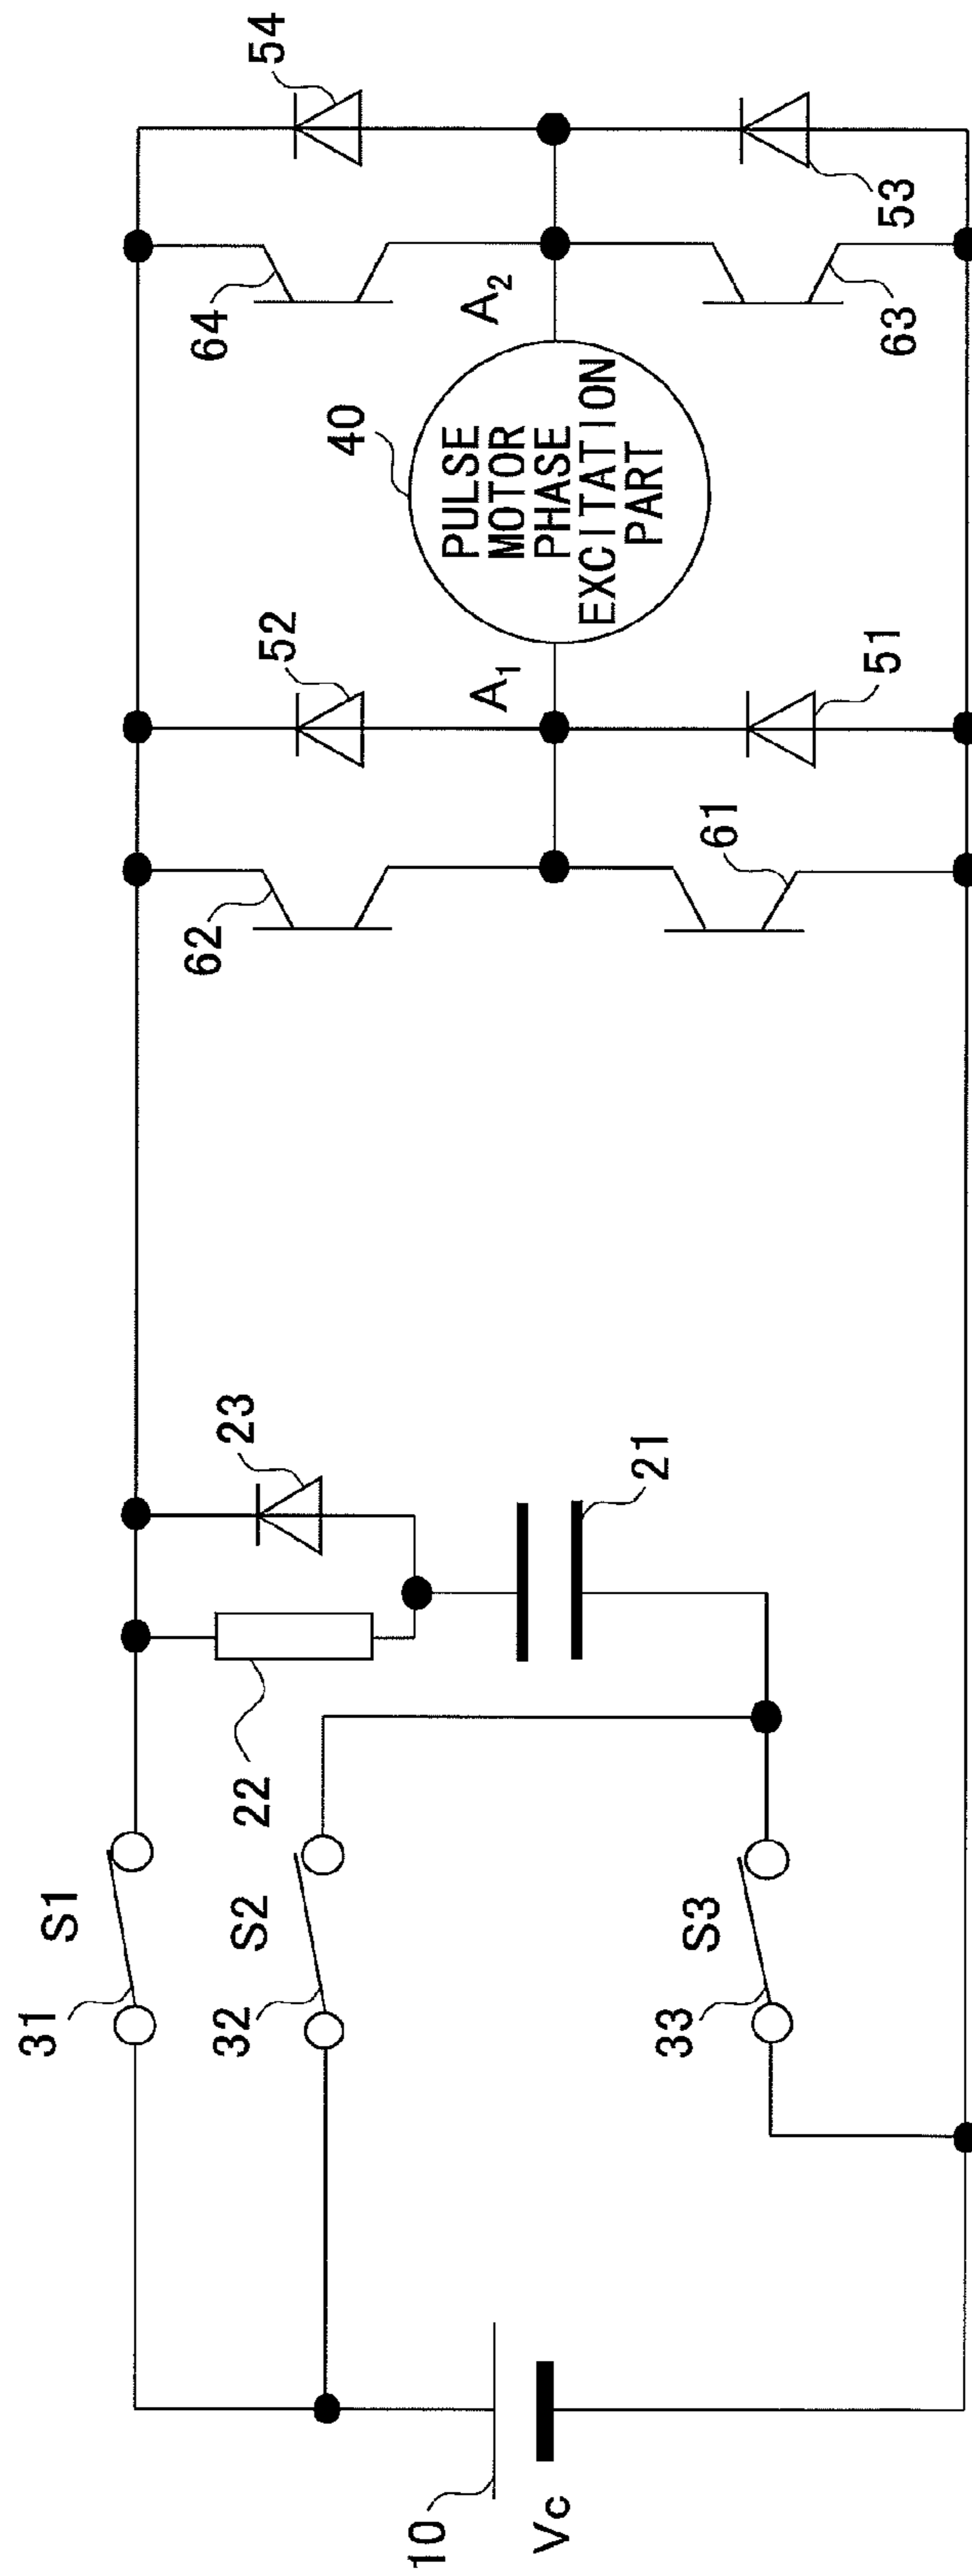 31
S1
32
S2
22
23
21
33
S3
10
Vc
62
52
61
51
A₁
40
PULSE
MOTOR
PHASE
EXCITATION
PART
A₂
64
54
63
53